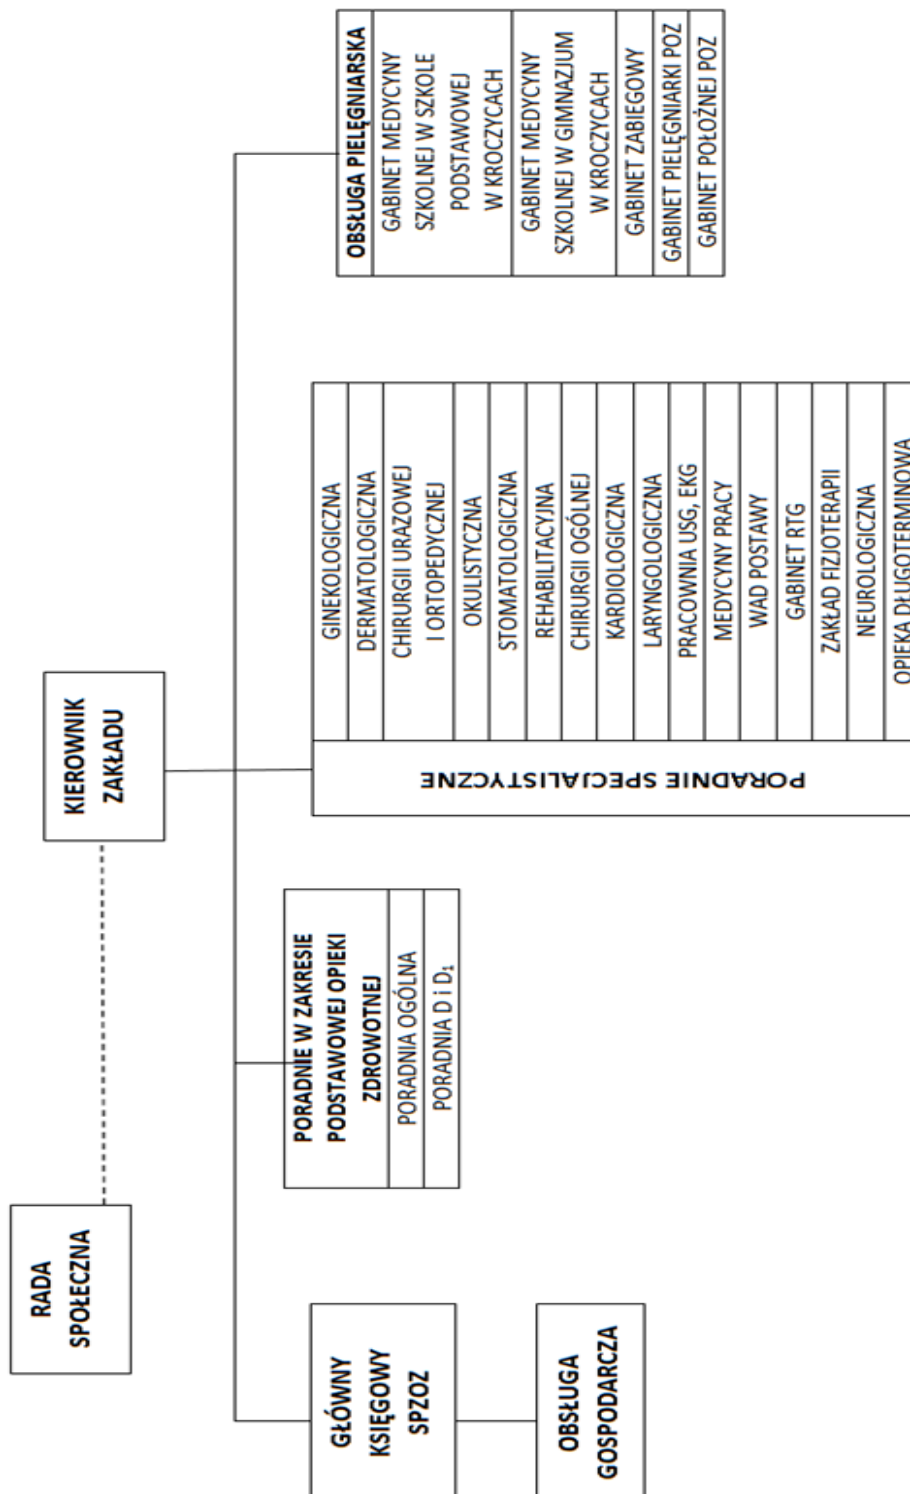 RADA
SPOŁECZNA
KIEROWNIK
ZAKŁADU
GŁÓWNY
KSIĘGOWY
SPZOZ
OBSŁUGA
GOSPODARCZA
PORADNIE W ZAKRESIE
PODSTAWOWEJ OPIEKI
ZDROWOTNEJ
PORADNIA OGÓLNA
PORADNIA D i D₁
PORADNIE SPECJALISTYCZNE
GINEKOLOGICZNA
DERMATOLOGICZNA
CHIRURGII URAZOWEJ
I ORTOPEDYCZNEJ
OKULISTYCZNA
STOMATOLOGICZNA
REHABILITACYJNA
CHIRURGII OGÓLNEJ
KARDIOLOGICZNA
LARYNGOLOGICZNA
PRACOWNIA USG, EKG
MEDYCYNY PRACY
WAD POSTAWY
GABINET RTG
ZAKŁAD FIZJOTERAPII
NEUROLOGICZNA
OPIEKA DŁUGOTERMINOWA
OBSŁUGA PIELĘGNIARSKA
GABINET MEDYCYNY
SZKOLNEJ W SZKOLE
PODSTAWOWEJ
W KROCZYCACH
GABINET MEDYCYNY
SZKOLNEJ W GIMNAZJUM
W KROCZYCACH
GABINET ZABIEGOWY
GABINET PIELĘGNIARKI POZ
GABINET POŁOŻNEJ POZ